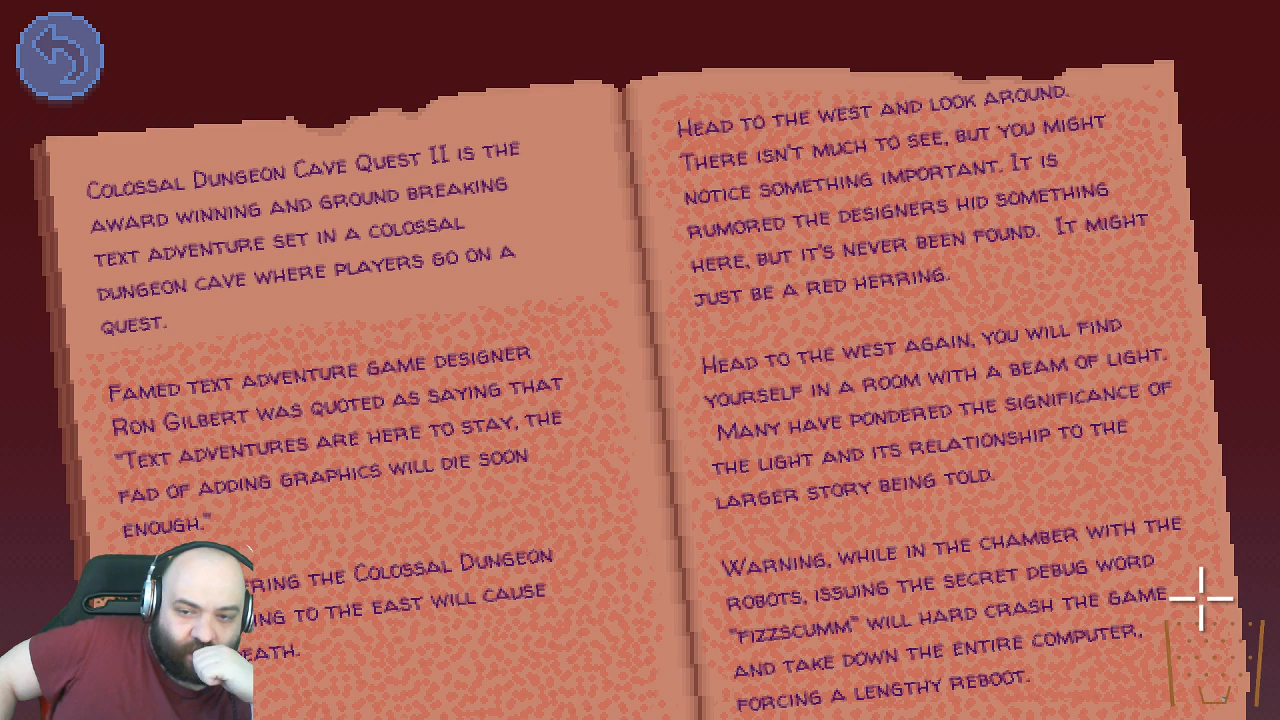 Colossal Dungeon Cave Quest II is the
award winning and ground breaking
text adventure set in a colossal
dungeon cave where players go on a
quest.
Famed text adventure game designer
Ron Gilbert was quoted as saying that
"Text adventures are here to stay, the
fad of adding graphics will die soon
enough."
ring the Colossal Dungeon
ing to the east will cause
eath.
Head to the west and look around.
There isn't much to see, but you might
notice something important. It is
rumored the designers hid something
here, but it's never been found. It might
just be a red herring.
Head to the west again, you will find
yourself in a room with a beam of light.
Many have pondered the significance of
the light and its relationship to the
larger story being told.
Warning, while in the chamber with the
robots, issuing the secret debug word
"fizzscumm" will hard crash the game
and take down the entire computer,
forcing a lengthy reboot.